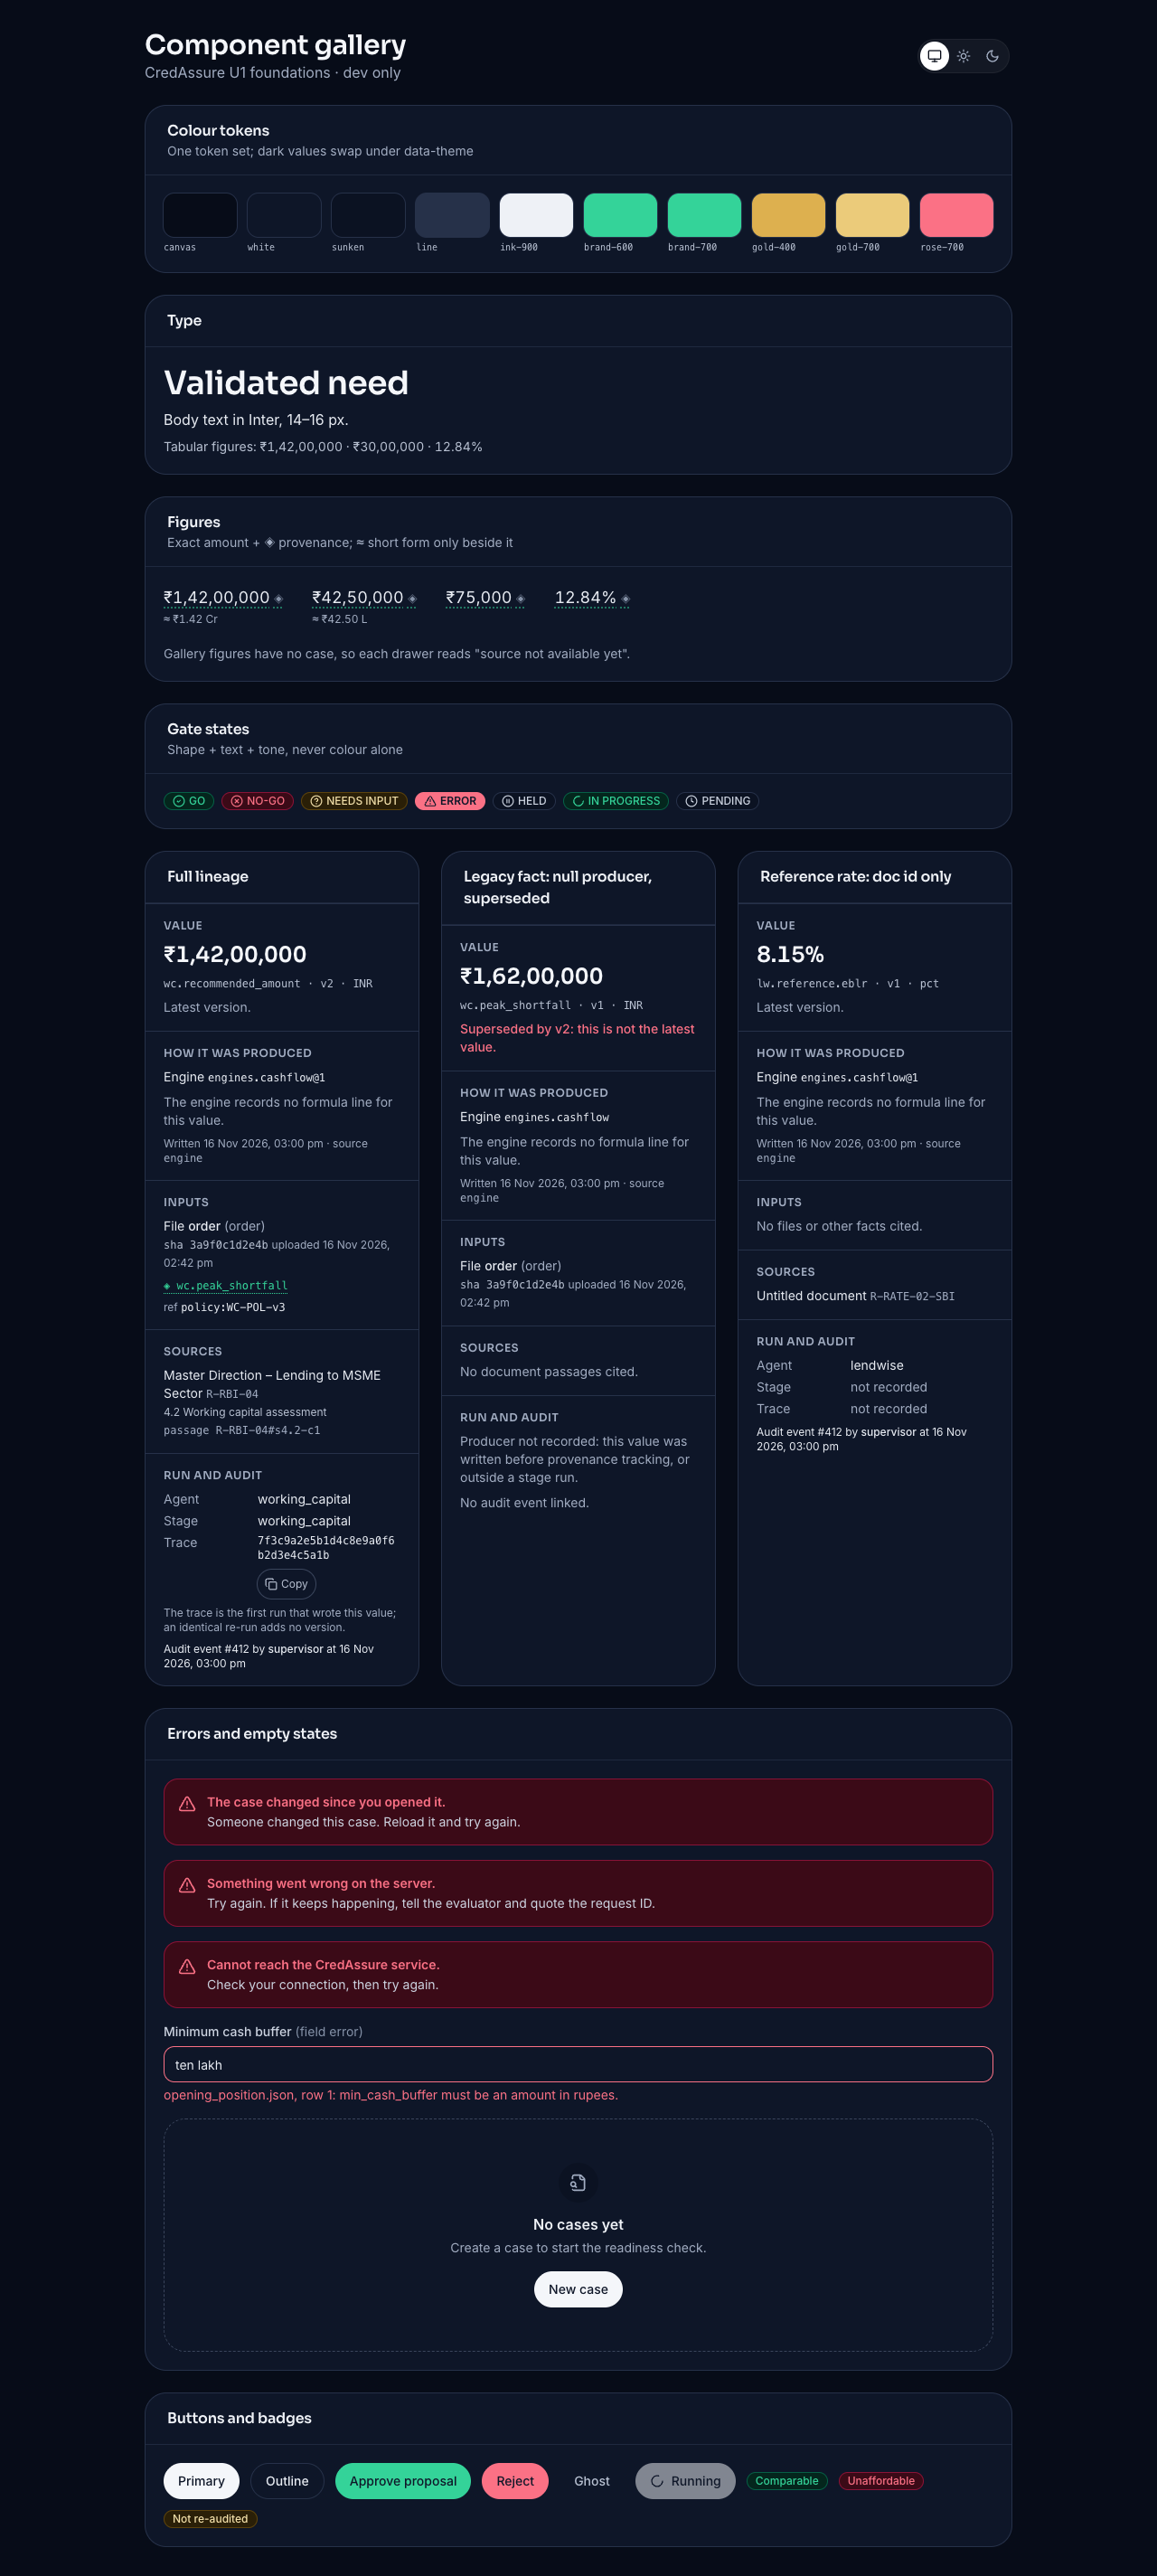 Component gallery
CredAssure U1 foundations · dev only
Colour tokens
One token set; dark values swap under data-theme
canvas
white
sunken
line
ink-900
brand-600
brand-700
gold-400
gold-700
rose-700
Type
Validated need
Body text in Inter, 14–16 px.
Tabular figures: ₹1,42,00,000 · ₹30,00,000 · 12.84%
Figures
Exact amount + ◈ provenance; ≈ short form only beside it
₹1,42,00,000 ◈
≈ ₹1.42 Cr
₹42,50,000 ◈
≈ ₹42.50 L
₹75,000 ◈
12.84% ◈
Gallery figures have no case, so each drawer reads "source not available yet".
Gate states
Shape + text + tone, never colour alone
GO
NO-GO
NEEDS INPUT
ERROR
HELD
IN PROGRESS
PENDING
Full lineage
VALUE
₹1,42,00,000
wc.recommended_amount · v2 · INR
Latest version.
HOW IT WAS PRODUCED
Engine engines.cashflow@1
The engine records no formula line for
this value.
Written 16 Nov 2026, 03:00 pm · source
engine
INPUTS
File order (order)
sha 3a9f0c1d2e4b uploaded 16 Nov 2026,
02:42 pm
◈ wc.peak_shortfall
ref policy:WC-POL-v3
SOURCES
Master Direction – Lending to MSME
Sector R-RBI-04
4.2 Working capital assessment
passage R-RBI-04#s4.2-c1
RUN AND AUDIT
Agent working_capital
Stage working_capital
Trace 7f3c9a2e5b1d4c8e9a0f6
b2d3e4c5a1b
Copy
The trace is the first run that wrote this value;
an identical re-run adds no version.
Audit event #412 by supervisor at 16 Nov
2026, 03:00 pm
Legacy fact: null producer,
superseded
VALUE
₹1,62,00,000
wc.peak_shortfall · v1 · INR
Superseded by v2: this is not the latest
value.
HOW IT WAS PRODUCED
Engine engines.cashflow
The engine records no formula line for
this value.
Written 16 Nov 2026, 03:00 pm · source
engine
INPUTS
File order (order)
sha 3a9f0c1d2e4b uploaded 16 Nov 2026,
02:42 pm
SOURCES
No document passages cited.
RUN AND AUDIT
Producer not recorded: this value was
written before provenance tracking, or
outside a stage run.
No audit event linked.
Reference rate: doc id only
VALUE
8.15%
lw.reference.eblr · v1 · pct
Latest version.
HOW IT WAS PRODUCED
Engine engines.cashflow@1
The engine records no formula line for
this value.
Written 16 Nov 2026, 03:00 pm · source
engine
INPUTS
No files or other facts cited.
SOURCES
Untitled document R-RATE-02-SBI
RUN AND AUDIT
Agent lendwise
Stage not recorded
Trace not recorded
Audit event #412 by supervisor at 16 Nov
2026, 03:00 pm
Errors and empty states
The case changed since you opened it.
Someone changed this case. Reload it and try again.
Something went wrong on the server.
Try again. If it keeps happening, tell the evaluator and quote the request ID.
Cannot reach the CredAssure service.
Check your connection, then try again.
Minimum cash buffer (field error)
ten lakh
opening_position.json, row 1: min_cash_buffer must be an amount in rupees.
No cases yet
Create a case to start the readiness check.
New case
Buttons and badges
Primary
Outline
Approve proposal
Reject
Ghost
Running
Comparable
Unaffordable
Not re-audited